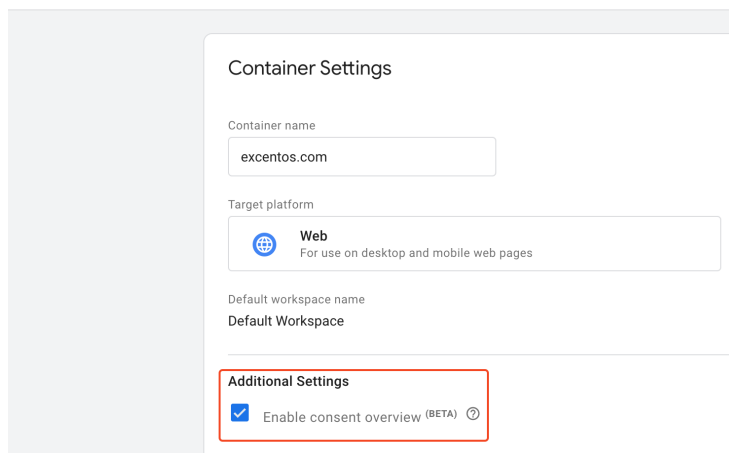 Container Settings
Container name
excentos.com
Target platform
Web
For use on desktop and mobile web pages
Default workspace name
Default Workspace
Additional Settings
Enable consent overview (BETA) ?